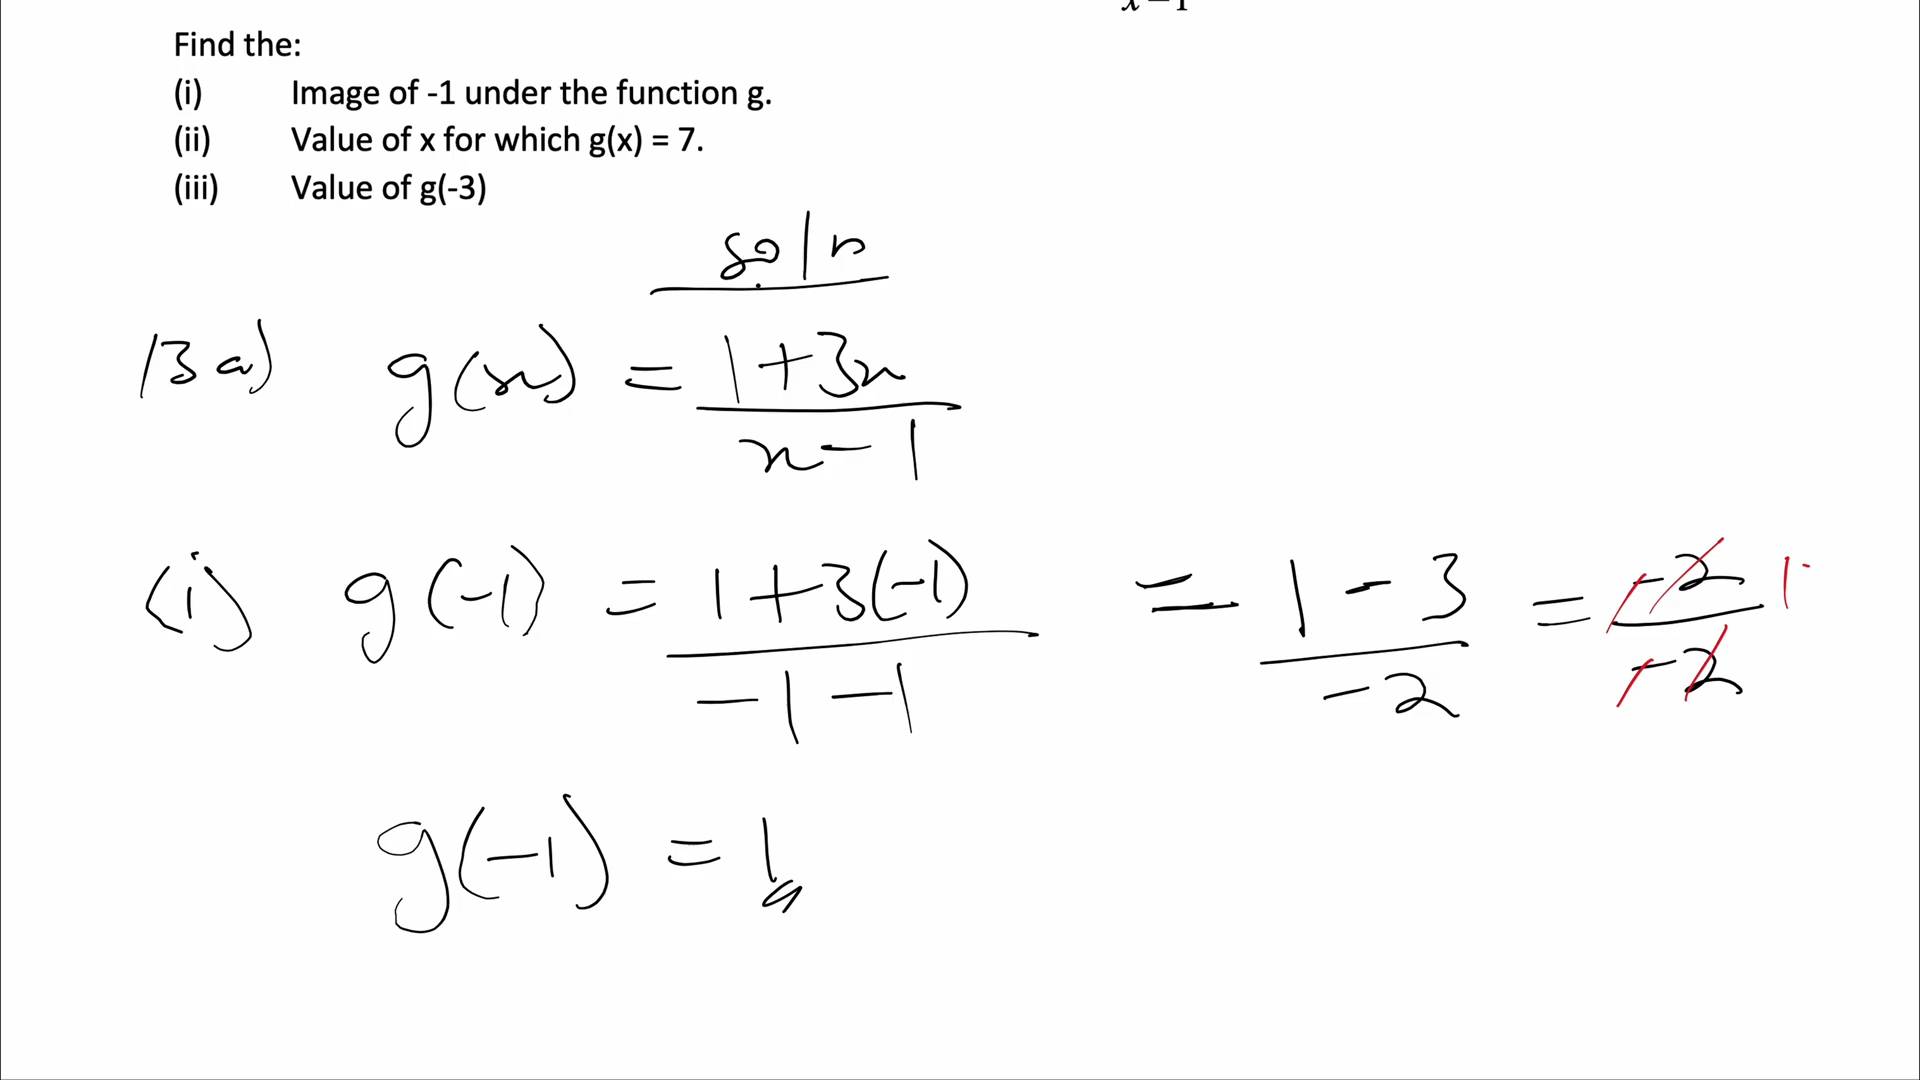 x − 1
Find the:
(i) Image of -1 under the function g.
(ii) Value of x for which g(x) = 7.
(iii) Value of g(-3)
soln
13 a) g(x) = 1+3x / x-1
(i) g(-1) = 1+3(-1) / -1-1 = 1-3 / -2 = -2 / -2 1
g(-1) = 1